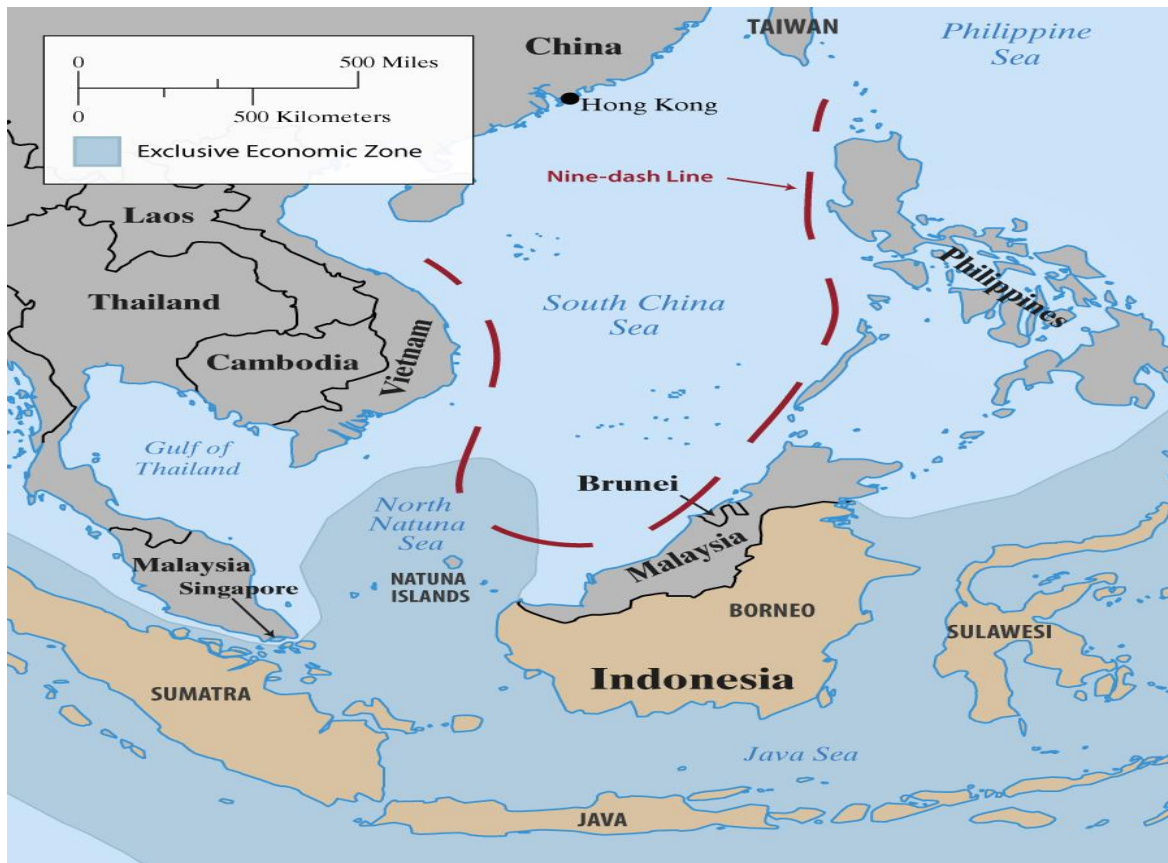 0 500 Miles
0 500 Kilometers
Exclusive Economic Zone
China
TAIWAN
Philippine
Sea
Hong Kong
Nine-dash Line
Laos
Thailand
Cambodia
Vietnam
South China
Sea
Philippines
Gulf of
Thailand
North
Natuna
Sea
Brunei
Malaysia
Malaysia
Singapore
NATUNA
ISLANDS
BORNEO
SULAWESI
Indonesia
SUMATRA
Java Sea
JAVA